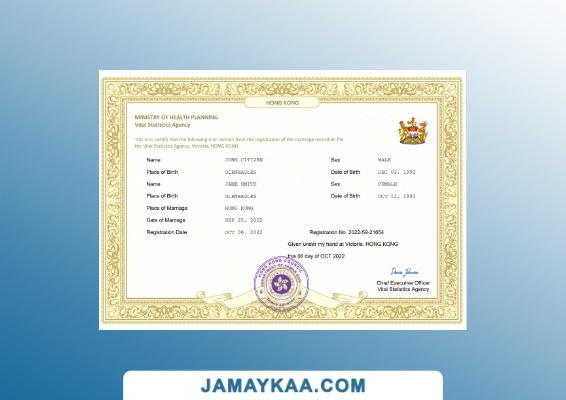 HONG KONG
MINISTRY OF HEALTH PLANNING
Vital Statistics Agency
This is to certify that the following is an extract from the registration of the marriage record on file
the Vital Statistics Agency, Victoria, HONG KONG
Name JOHN CITIZEN Sex MALE
Place of Birth GLENEAGLES Date of Birth DEC 02, 1992
Name JANE SMITH Sex FEMALE
Place of Birth GLENEAGLES Date of Birth OCT 12, 1993
Place of Marriage HONG KONG
Date of Marriage SEP 25, 2022
Registration Date OCT 06, 2022 Registration No. 2022-59-21654
Given under my hand at Victoria, HONG KONG
this 06 day of OCT 2022
HONG KONG COUNCIL
Chief Executive Officer
Vital Statistics Agency
JAMAYKAA.COM